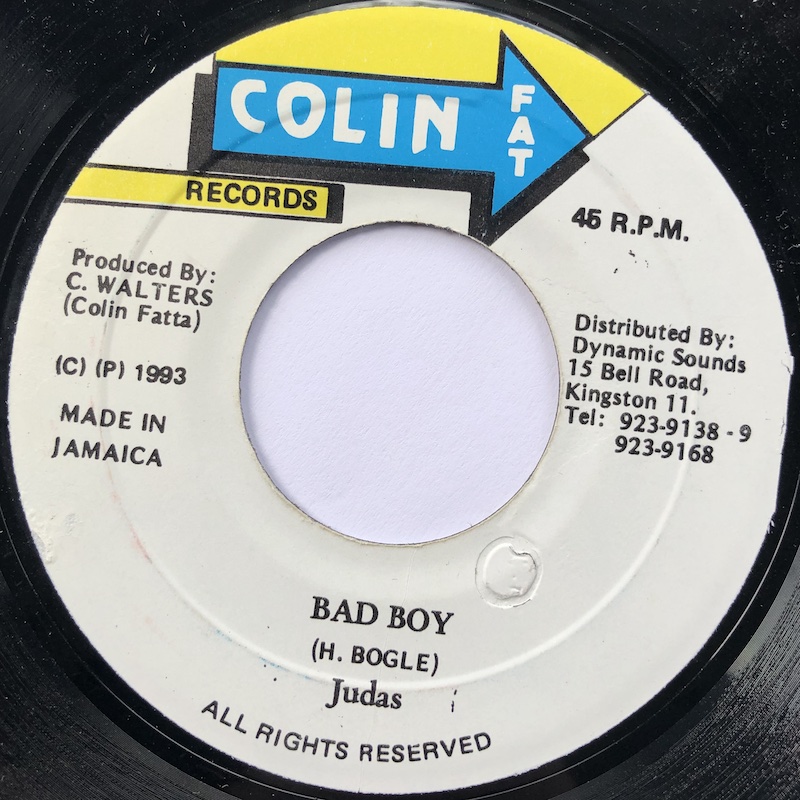 COLIN
FAT
RECORDS
45 R.P.M.
Produced By:
C. WALTERS
(Colin Fatta)
(C) (P) 1993
MADE IN
JAMAICA
Distributed By:
Dynamic Sounds
15 Bell Road,
Kingston 11.
Tel: 923-9138 - 9
923-9168
BAD BOY
(H. BOGLE)
Judas
ALL RIGHTS RESERVED